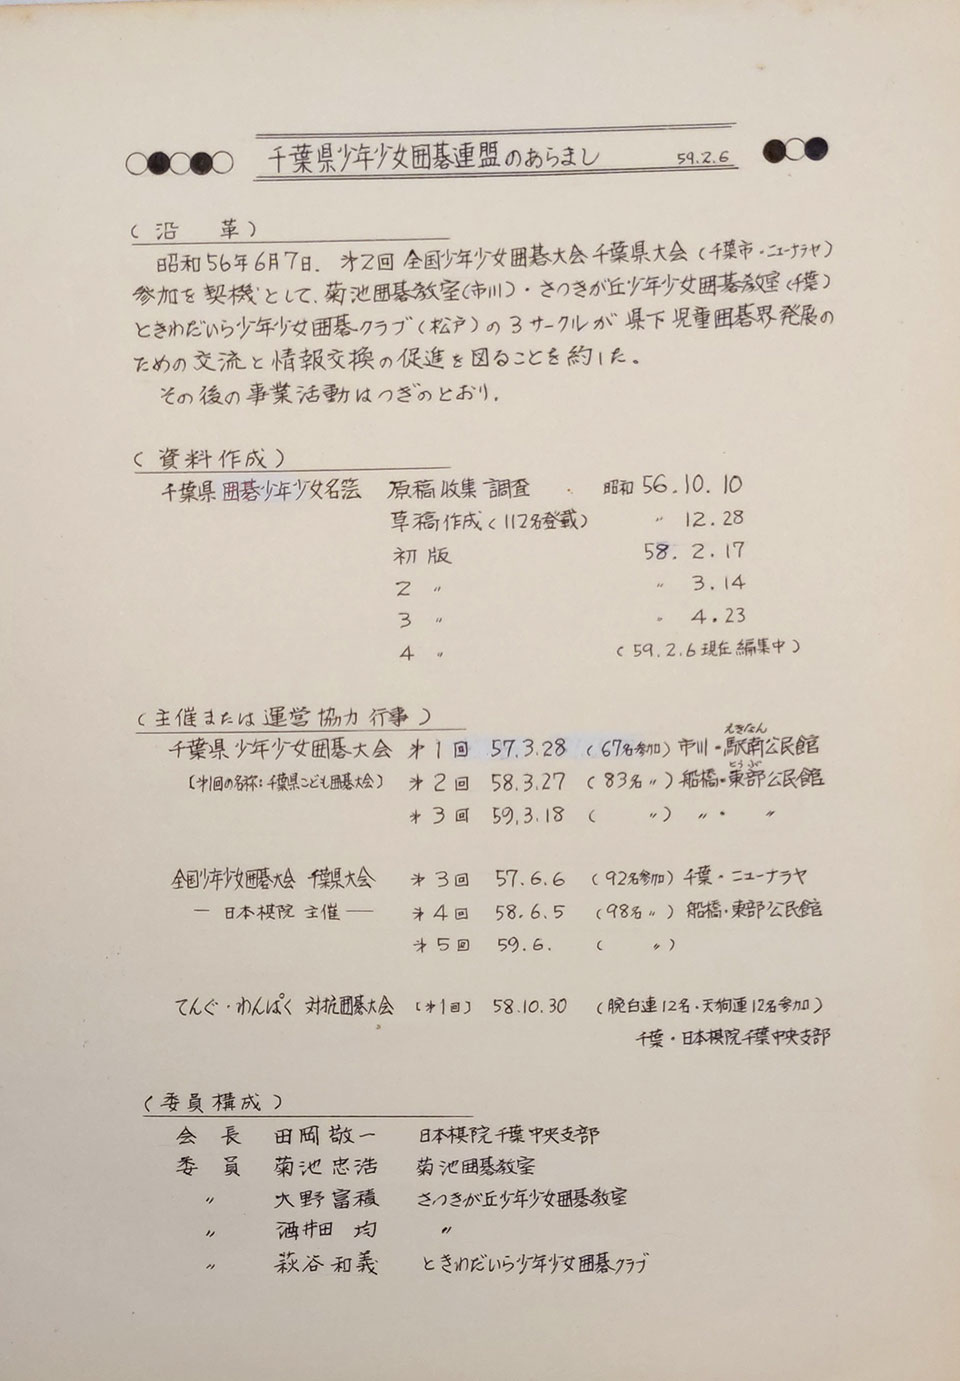 千葉県少年少女囲碁連盟のあらまし 59.2.6
(沿 革)
昭和56年6月7日. 才2回 全国少年少女囲碁大会 千葉県大会 (千葉市・ニューナラヤ)
参加を契機として、菊池囲碁教室(市川)・さつきが丘少年少女囲碁教室(千葉)
ときわだいら少年少女囲碁クラブ(松戸)の3サークルが県下児童囲碁界発展の
ための交流と情報交換の促進を図ることを約した。
その後の事業活動はつぎのとおり.
(資料作成)
千葉県囲碁少年少女名簽 原稿収集調査 昭和 56.10.10
草稿作成(112名登載) 〃 12.28
初版 58. 2.17
2 〃 〃 3.14
3 〃 〃 4.23
4 〃 (59.2.6現在編集中)
(主催または運営協力行事)
千葉県少年少女囲碁大会 才1回 57.3.28 (67名参加) 市川・駅南公民館
えきなん
(才1回の名称:千葉県こども囲碁大会) 才2回 58.3.27 (83名 〃) 船橋・東部公民館
とうぶ
才3回 59.3.18 ( 〃) 〃・ 〃
全国少年少女囲碁大会 千葉県大会 才3回 57.6.6 (92名参加) 千葉・ニューナラヤ
― 日本棋院 主催 ― 才4回 58.6.5 (98名 〃) 船橋・東部公民館
才5回 59.6. ( 〃)
てんぐ・わんぱく 対抗囲碁大会 (才1回) 58.10.30 (腕白連12名・天狗連12名参加)
千葉・日本棋院千葉中央支部
(委員構成)
会 長 田岡敬一 日本棋院千葉中央支部
委 員 菊池忠浩 菊池囲碁教室
〃 大野富積 さつきが丘少年少女囲碁教室
〃 酒井田 均 〃
〃 萩谷和義 ときわだいら少年少女囲碁クラブ